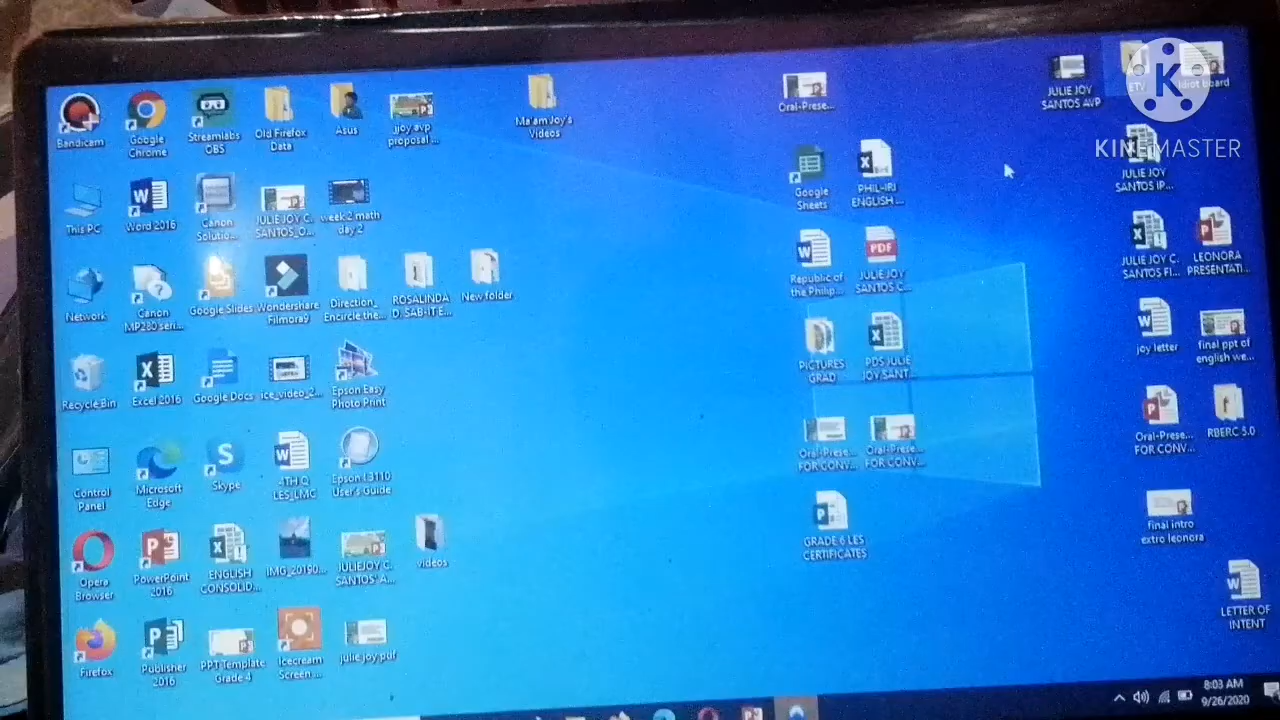 Bandicam
Google
Chrome
Streamlabs
OBS
Old Firefox
Data
Asus
jjoy avp
proposal ...
Ma'am Joy's
Videos
Oral-Prese...
JULIE JOY
SANTOS AVP
ETV
Idiot board
K
KINEMASTER
This PC
Word 2016
Canon
Solutio...
JULIE JOY C.
SANTOS_O...
week 2 math
day 2
Google
Sheets
PHIL-IRI
ENGLISH ...
JULIE JOY
SANTOS IP...
Network
Canon
MP280 seri...
Google Slides
Wondershare
Filmora9
Direction_
Encircle the...
ROSALINDA
D. SAB-IT E...
New folder
Republic of
the Philip...
PDF
JULIE JOY
SANTOS C...
JULIE JOY C.
SANTOS FI...
LEONORA
PRESENTATI...
Recycle Bin
Excel 2016
Google Docs
ice_video_2...
Epson Easy
Photo Print
PICTURES
GRAD
PDS JULIE
JOY SANT...
joy letter
final ppt of
english we...
Control
Panel
Microsoft
Edge
Skype
4TH Q
LES_LMC
Epson L3110
User's Guide
Oral-Prese...
FOR CONV...
Oral-Prese...
FOR CONV...
Oral-Prese...
FOR CONV...
RBERC 5.0
Opera
Browser
PowerPoint
2016
ENGLISH
CONSOLID...
IMG_20190...
JULIEJOY C.
SANTOS' A...
videos
GRADE 6 LES
CERTIFICATES
final intro
extro leonora
Firefox
Publisher
2016
PPT Template
Grade 4
Icecream
Screen ...
julie joy puf
LETTER OF
INTENT
8:03 AM
9/26/2020